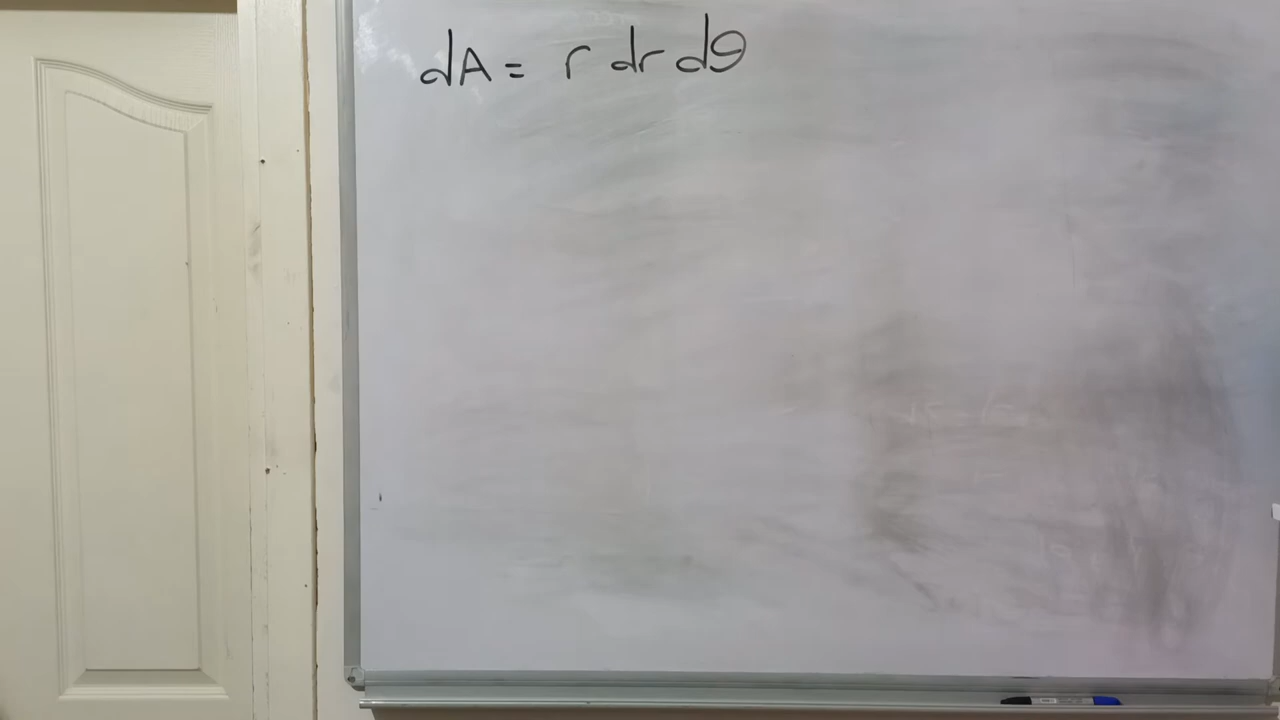 dA = r dr dθ